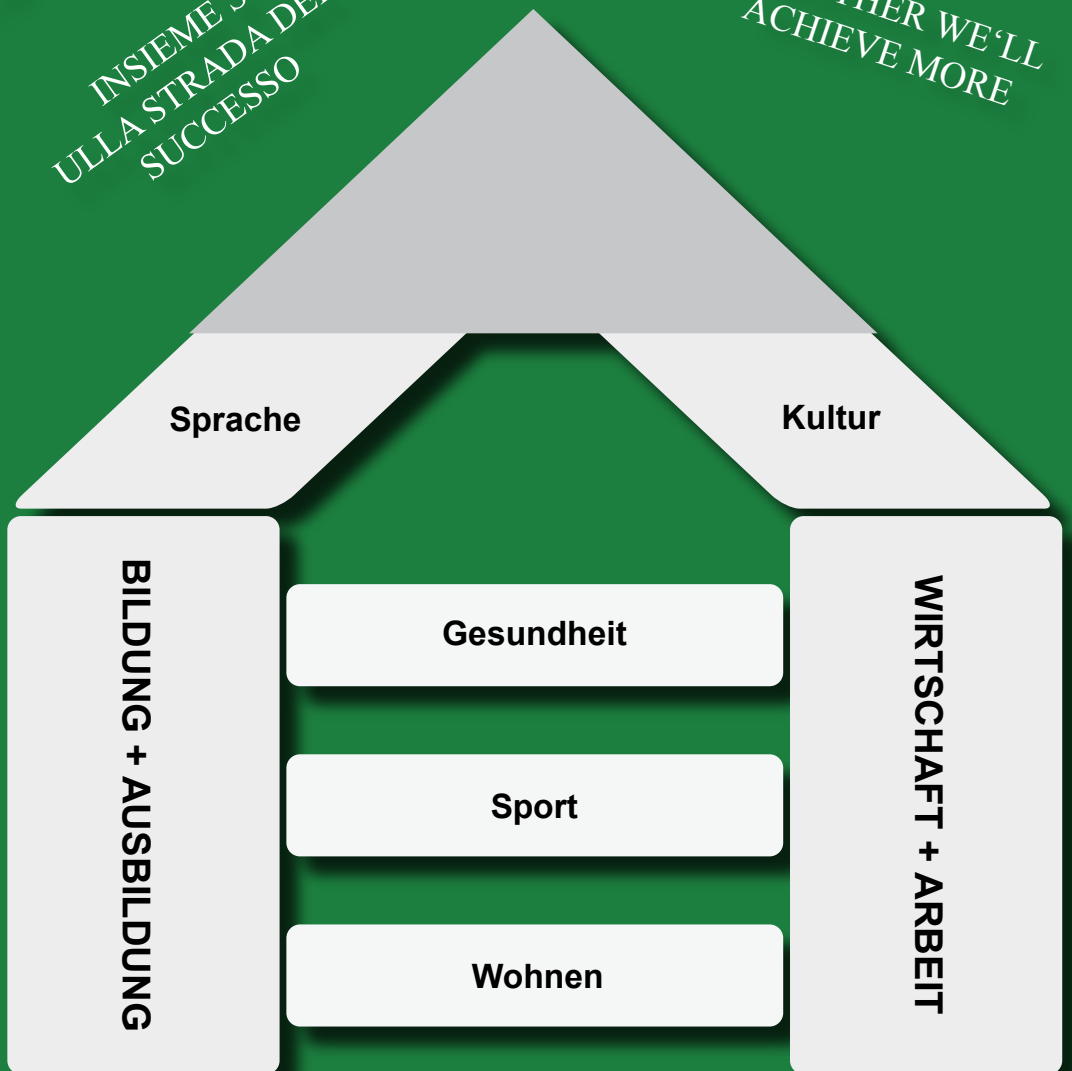 INSIEME
ULLA STRADA
SUCCESSO
WE‘LL
ACHIEVE MORE
Sprache
Kultur
BILDUNG + AUSBILDUNG
Gesundheit
Sport
Wohnen
WIRTSCHAFT + ARBEIT